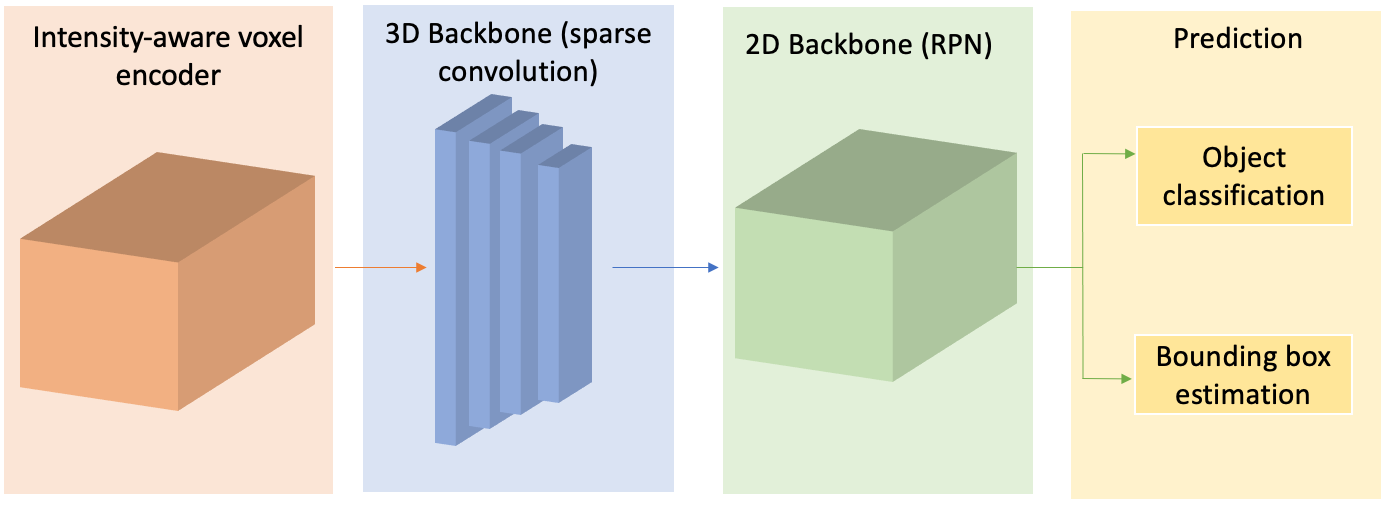 Intensity-aware voxel
encoder
3D Backbone (sparse
convolution)
2D Backbone (RPN)
Prediction
Object
classification
Bounding box
estimation